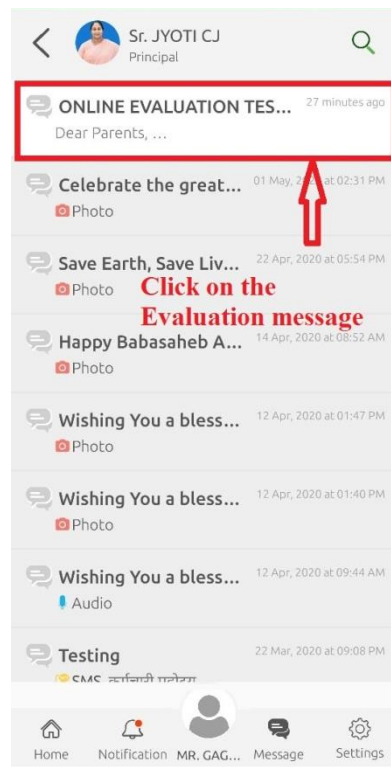 Sr. JYOTI CJ
Principal
ONLINE EVALUATION TES... 27 minutes ago
Dear Parents, ...
Celebrate the great... 01 May, at 02:31 PM
Photo
Save Earth, Save Liv... 22 Apr, 2020 at 05:54 PM
Photo
Click on the
Evaluation message
Happy Babasaheb A... 14 Apr, 2020 at 08:52 AM
Photo
Wishing You a bless... 12 Apr, 2020 at 01:47 PM
Photo
Wishing You a bless... 12 Apr, 2020 at 01:40 PM
Photo
Wishing You a bless... 12 Apr, 2020 at 09:44 AM
Audio
Testing 22 Mar, 2020 at 09:08 PM
SMS
Home Notification MR. GAG... Message Settings